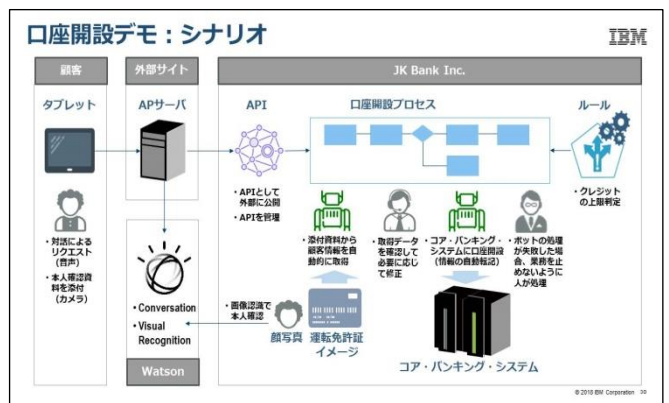 口座開設デモ：シナリオ
IBM
顧客
外部サイト
JK Bank Inc.
タブレット
APサーバ
API
口座開設プロセス
ルール
・対話による
リクエスト
（音声）
・本人確認資
料を添付
（カメラ）
・APIとして
外部に公開
・APIを管理
・添付資料から
顧客情報を自
動的に取得
・取得データ
を確認して
必要に応じ
て修正
・コア・バンキング・
システムに口座開設
（情報の自動転記）
・ボットの処理
が失敗した場
合、業務を止
めないように
人が処理
・クレジット
の上限判定
・Conversation
・Visual
Recognition
Watson
・画像認識で
本人確認
顔写真
運転免許証
イメージ
コア・バンキング・システム
© 2018 IBM Corporation